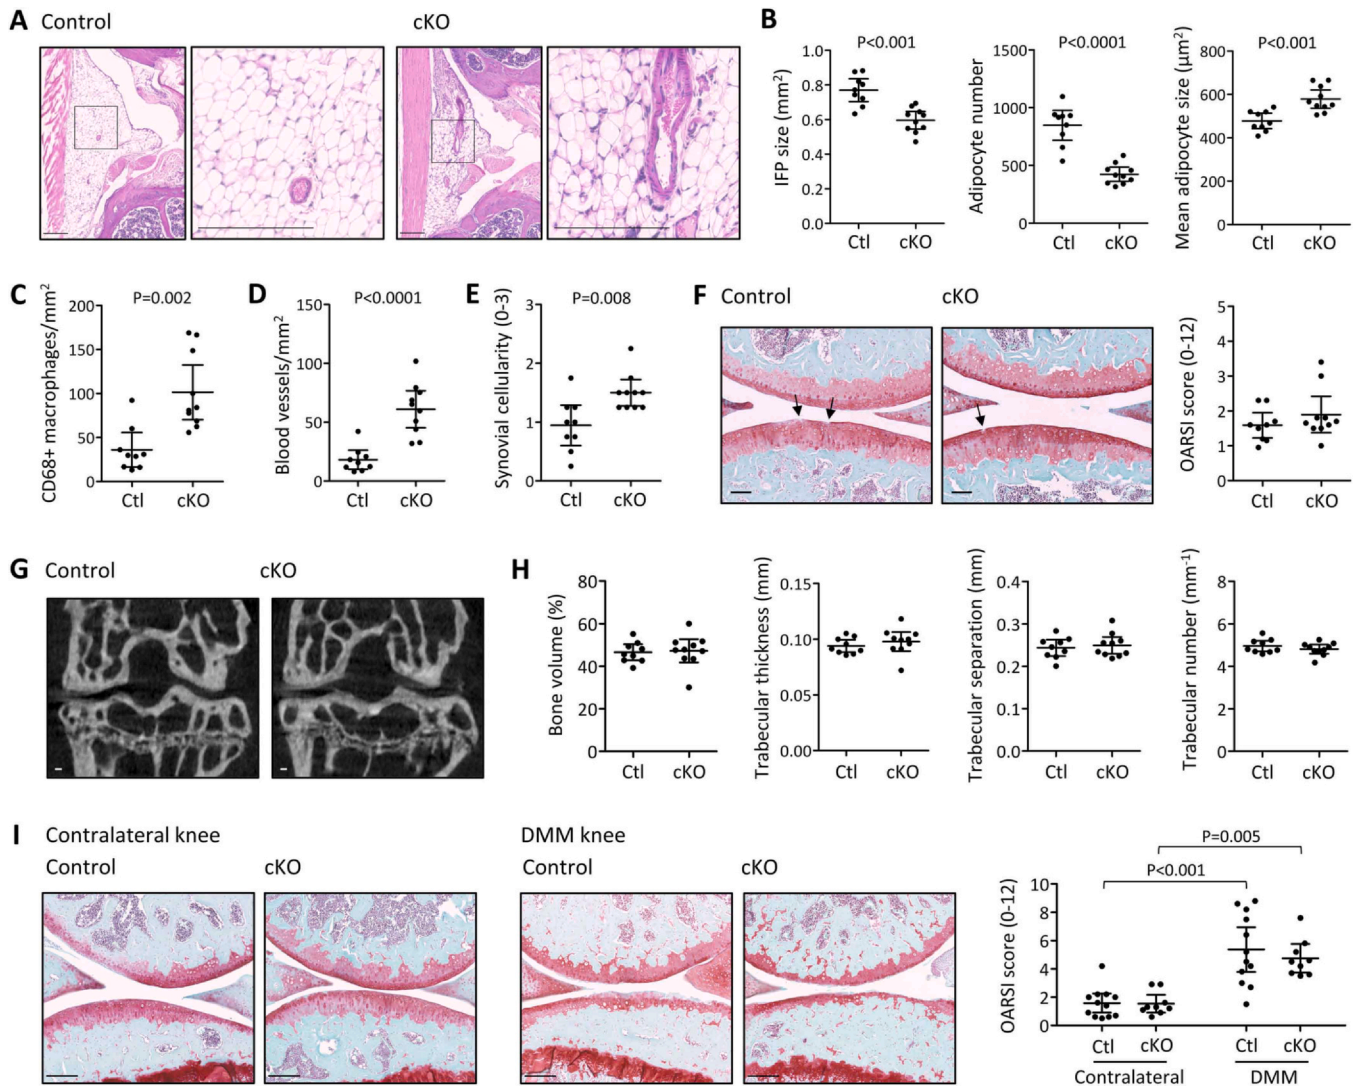 A Control cKO
B
P<0.001
IFP size (mm²)
1.0
0.8
0.6
0.4
0.2
0.0
Ctl cKO
P<0.0001
Adipocyte number
1500
1000
500
0
Ctl cKO
P<0.001
Mean adipocyte size (µm²)
800
600
400
200
0
Ctl cKO
C
P=0.002
CD68+ macrophages/mm²
200
150
100
50
0
Ctl cKO
D
P<0.0001
Blood vessels/mm²
150
100
50
0
Ctl cKO
E
P=0.008
Synovial cellularity (0-3)
3
2
1
0
Ctl cKO
F Control cKO
OARSI score (0-12)
5
4
3
2
1
0
Ctl cKO
G Control cKO
H
Bone volume (%)
80
60
40
20
0
Ctl cKO
Trabecular thickness (mm)
0.15
0.10
0.05
0.00
Ctl cKO
Trabecular separation (mm)
0.4
0.3
0.2
0.1
0.0
Ctl cKO
Trabecular number (mm⁻¹)
8
6
4
2
0
Ctl cKO
I Contralateral knee DMM knee
Control cKO Control cKO
P=0.005
P<0.001
OARSI score (0-12)
10
8
6
4
2
0
Ctl cKO Ctl cKO
Contralateral DMM